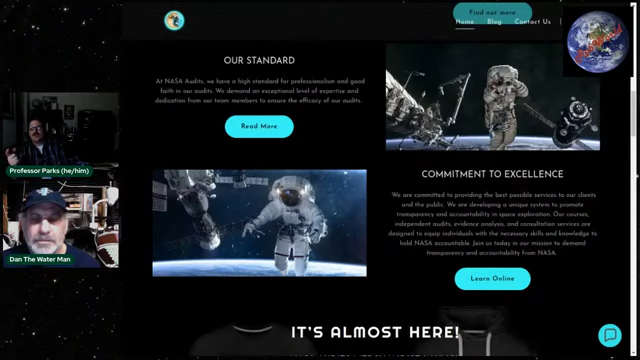 Find out more
Home Blog Contact Us
OUR STANDARD
At NASA Audits, we have a high standard for professionalism and good
faith in our audits. We demand an exceptional level of expertise and
dedication from our team members to ensure the efficacy of our audits.
Read More
Professor Parks (he/him)
Dan The Water Man
COMMITMENT TO EXCELLENCE
We are committed to providing the best possible services to our clients
and the public. We are developing a unique system to promote
transparency and accountability in space exploration. Our courses,
independent audits, evidence analysis, and consultation services are
designed to equip individuals with the necessary skills and knowledge to
hold NASA accountable. Join us today in our mission to demand
transparency and accountability from NASA.
Learn Online
IT'S ALMOST HERE!